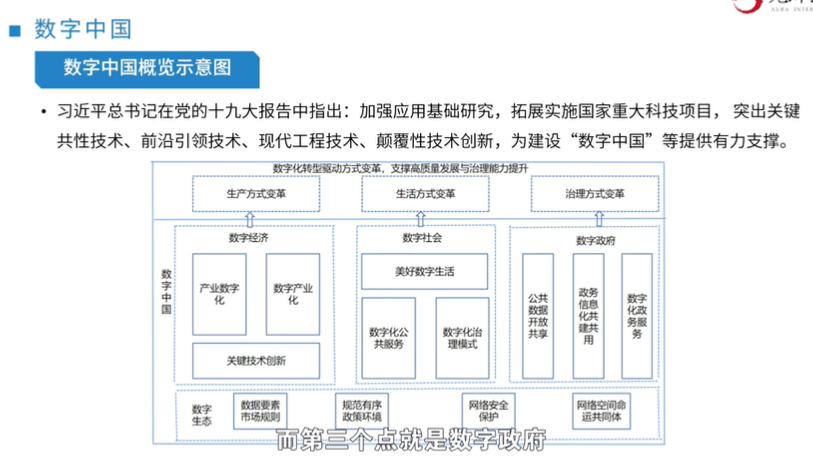 数字中国
数字中国概览示意图
• 习近平总书记在党的十九大报告中指出：加强应用基础研究，拓展实施国家重大科技项目， 突出关键
共性技术、前沿引领技术、现代工程技术、颠覆性技术创新，为建设“数字中国”等提供有力支撑。
数字化转型驱动方式变革，支撑高质量发展与治理能力提升
生产方式变革
生活方式变革
治理方式变革
数字中国
数字经济
产业数字
化
数字产业
化
关键技术创新
数字社会
美好数字生活
数字化公
共服务
数字化治
理模式
数字政府
公共
数据
开放
共享
政务
信息
化共
建共
用
数字
化政
务服
务
数字
生态
数据要素
市场规则
规范有序
政策环境
网络安全
保护
网络空间命
运共同体
而第三个点就是数字政府